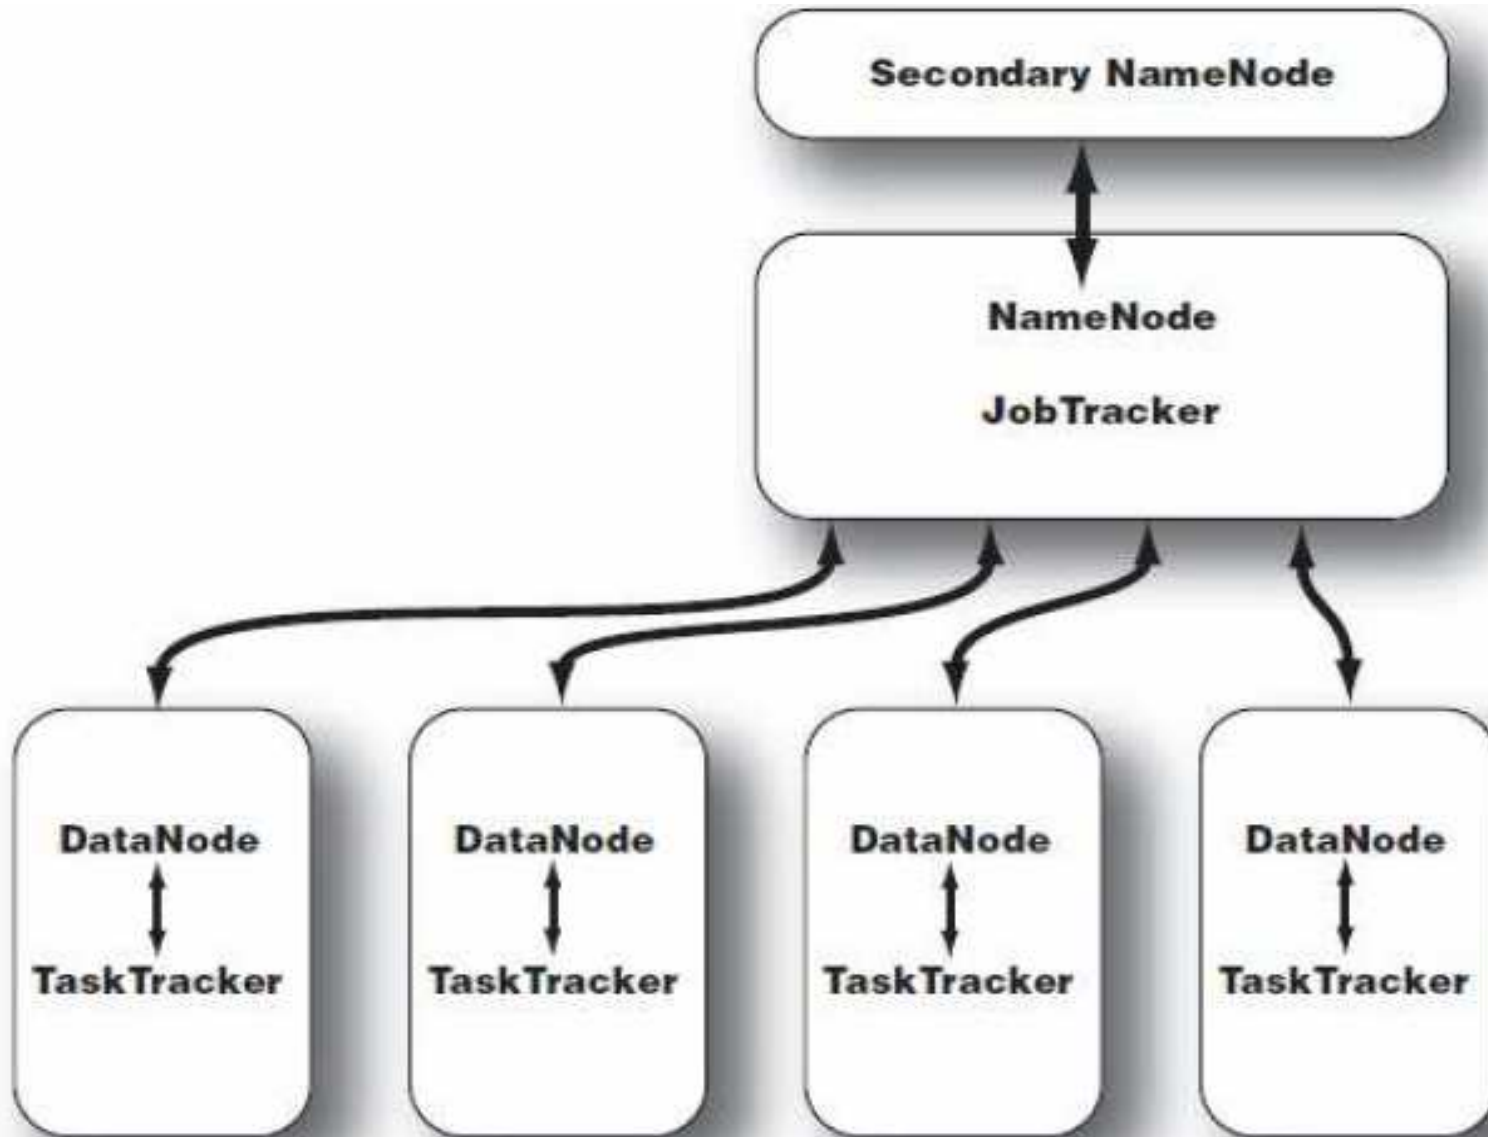 Secondary NameNode
NameNode
JobTracker
DataNode
TaskTracker
DataNode
TaskTracker
DataNode
TaskTracker
DataNode
TaskTracker